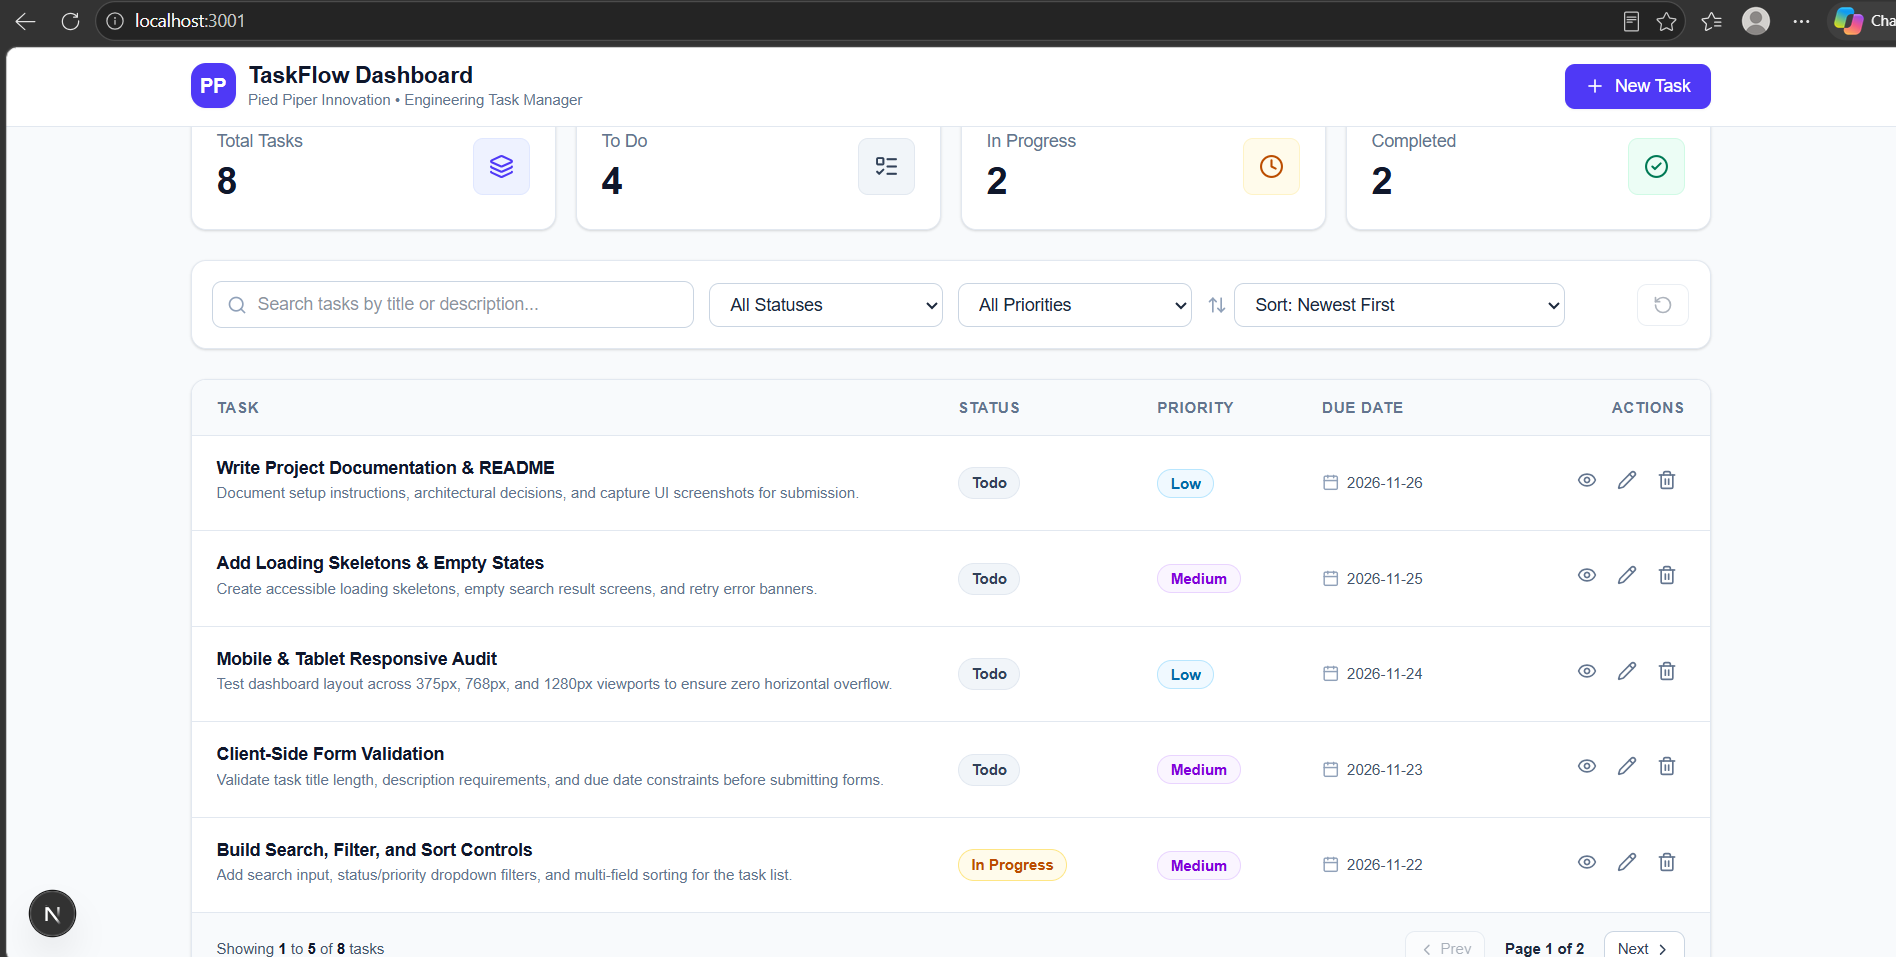 localhost:3001
Cha
PP
TaskFlow Dashboard
Pied Piper Innovation • Engineering Task Manager
+ New Task
Total Tasks
8
To Do
4
In Progress
2
Completed
2
Search tasks by title or description...
All Statuses
All Priorities
Sort: Newest First
TASK STATUS PRIORITY DUE DATE ACTIONS
Write Project Documentation & README
Document setup instructions, architectural decisions, and capture UI screenshots for submission.
Todo
Low
2026-11-26
Add Loading Skeletons & Empty States
Create accessible loading skeletons, empty search result screens, and retry error banners.
Todo
Medium
2026-11-25
Mobile & Tablet Responsive Audit
Test dashboard layout across 375px, 768px, and 1280px viewports to ensure zero horizontal overflow.
Todo
Low
2026-11-24
Client-Side Form Validation
Validate task title length, description requirements, and due date constraints before submitting forms.
Todo
Medium
2026-11-23
Build Search, Filter, and Sort Controls
Add search input, status/priority dropdown filters, and multi-field sorting for the task list.
In Progress
Medium
2026-11-22
N
Showing 1 to 5 of 8 tasks
Prev
Page 1 of 2
Next